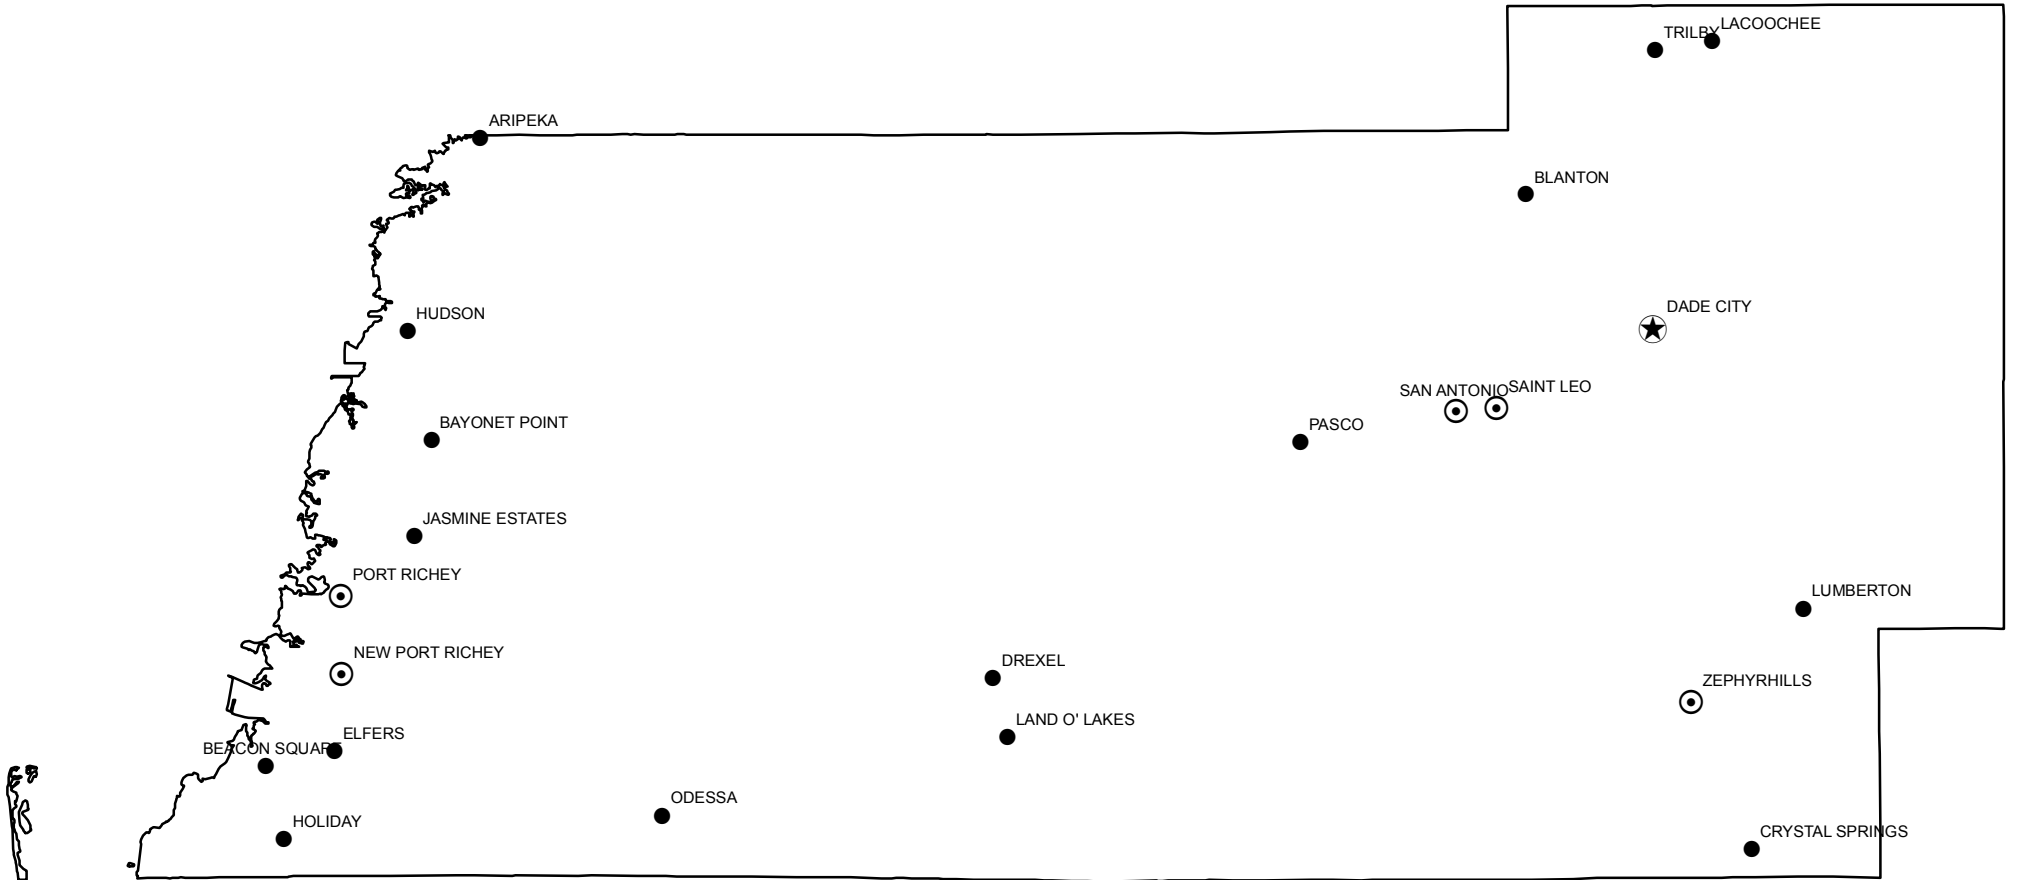 TRILBY
LACOOCHEE
ARIPEKA
BLANTON
HUDSON
DADE CITY
SAN ANTONIO
SAINT LEO
BAYONET POINT
PASCO
JASMINE ESTATES
PORT RICHEY
LUMBERTON
NEW PORT RICHEY
DREXEL
ZEPHYRHILLS
LAND O' LAKES
ELFERS
BEACON SQUARE
ODESSA
HOLIDAY
CRYSTAL SPRINGS